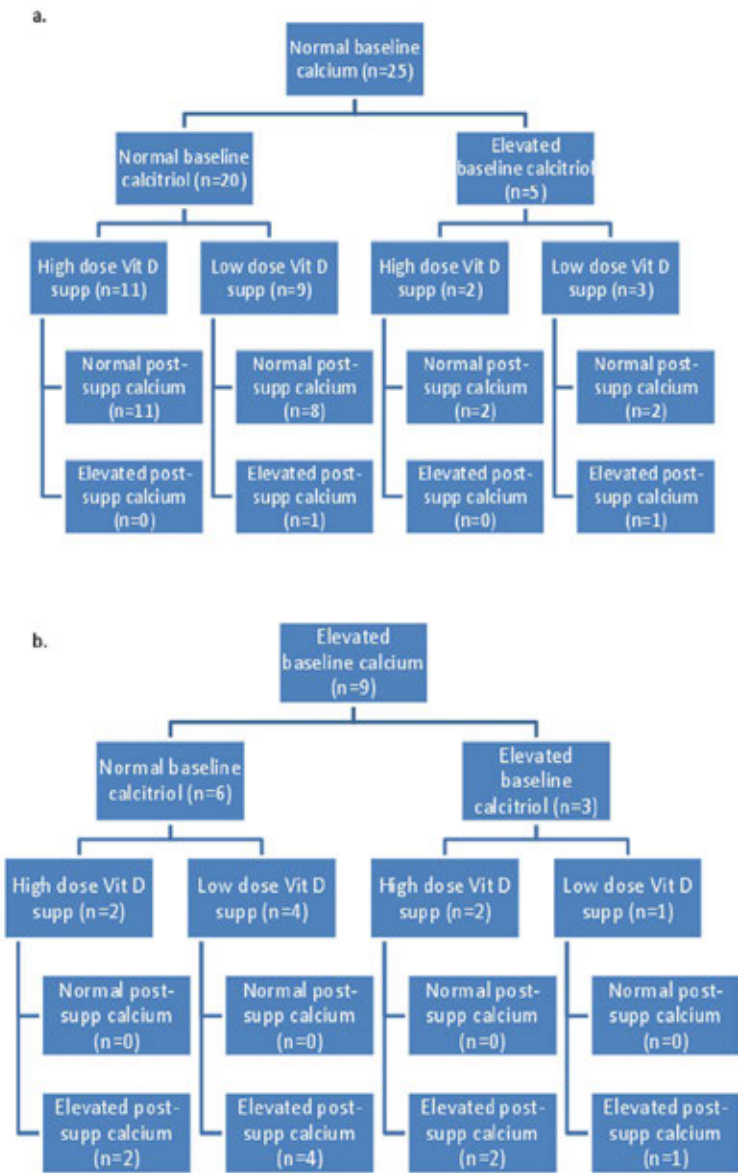 a.
Normal baseline
calcium (n=25)
Normal baseline
calcitriol (n=20)
Elevated
baseline calcitriol
(n=5)
High dose Vit D
supp (n=11)
Low dose Vit D
supp (n=9)
High dose Vit D
supp (n=2)
Low dose Vit D
supp (n=3)
Normal post-
supp calcium
(n=11)
Normal post-
supp calcium
(n=8)
Normal post-
supp calcium
(n=2)
Normal post-
supp calcium
(n=2)
Elevated post-
supp calcium
(n=0)
Elevated post-
supp calcium
(n=1)
Elevated post-
supp calcium
(n=0)
Elevated post-
supp calcium
(n=1)
b.
Elevated
baseline calcium
(n=9)
Normal baseline
calcitriol (n=6)
Elevated
baseline
calcitriol (n=3)
High dose Vit D
supp (n=2)
Low dose Vit D
supp (n=4)
High dose Vit D
supp (n=2)
Low dose Vit D
supp (n=1)
Normal post-
supp calcium
(n=0)
Normal post-
supp calcium
(n=0)
Normal post-
supp calcium
(n=0)
Normal post-
supp calcium
(n=0)
Elevated post-
supp calcium
(n=2)
Elevated post-
supp calcium
(n=4)
Elevated post-
supp calcium
(n=2)
Elevated post-
supp calcium
(n=1)